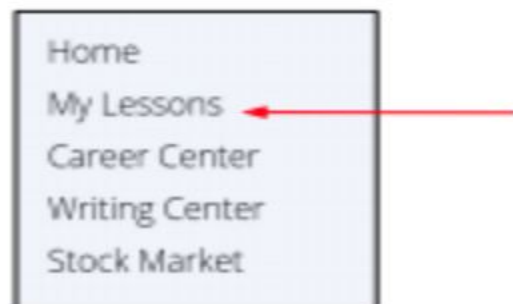 Home
My Lessons
Career Center
Writing Center
Stock Market